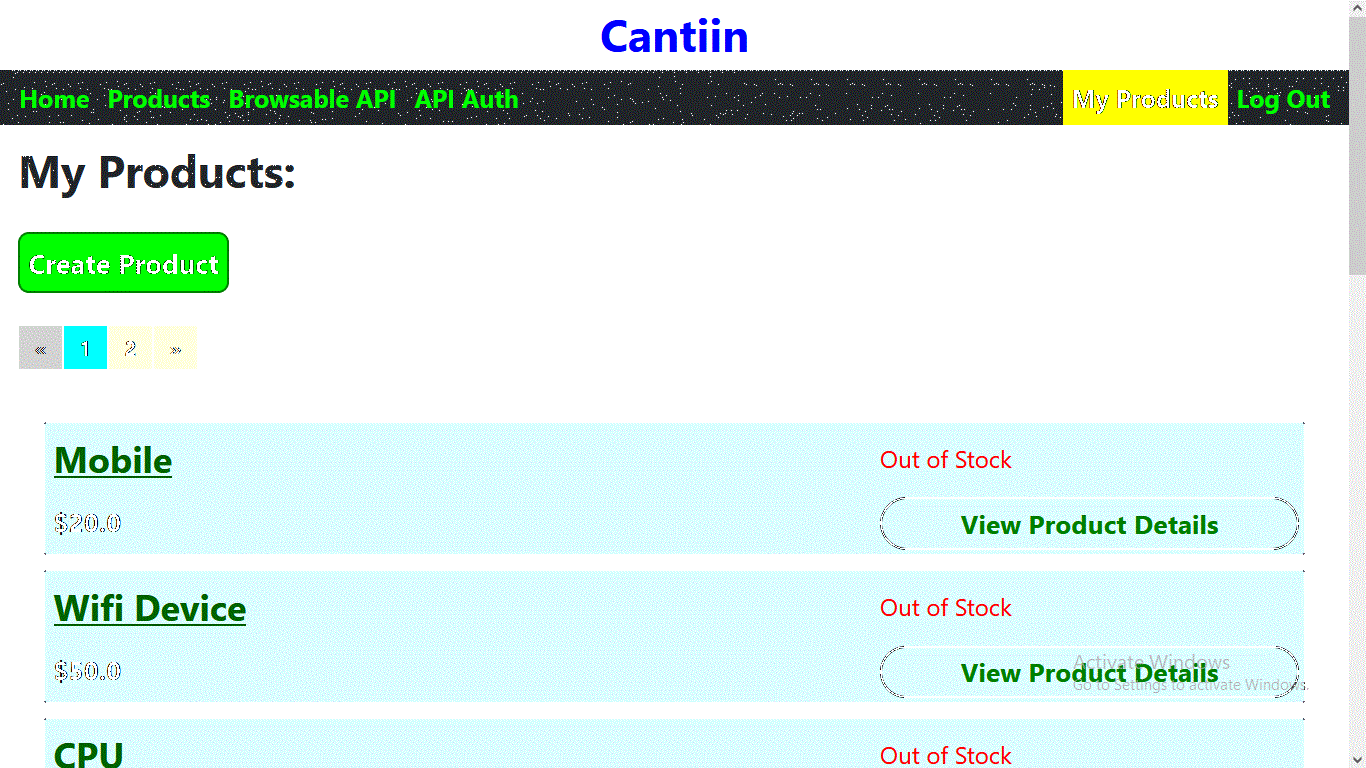 Cantiin
Home Products Browsable API API Auth My Products Log Out
My Products:
Create Product
« 1 2 »
Mobile Out of Stock
$20.0 View Product Details
Wifi Device Out of Stock
$50.0 View Product Details
Activate Windows
Go to Settings to activate Windows.
CPU Out of Stock